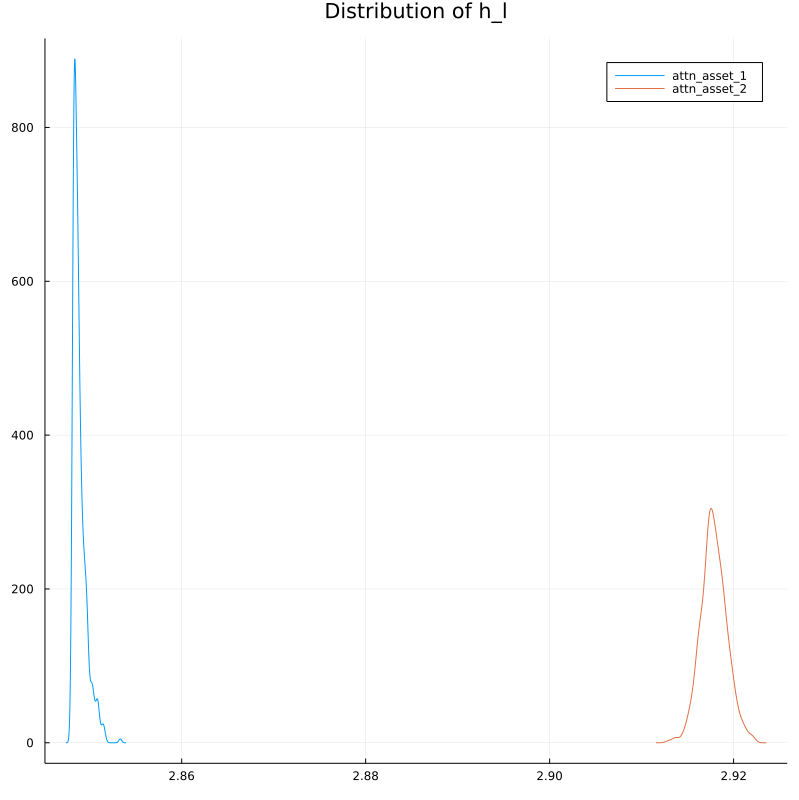 Distribution of h_l
attn_asset_1
attn_asset_2
800
600
400
200
0
2.86 2.88 2.90 2.92